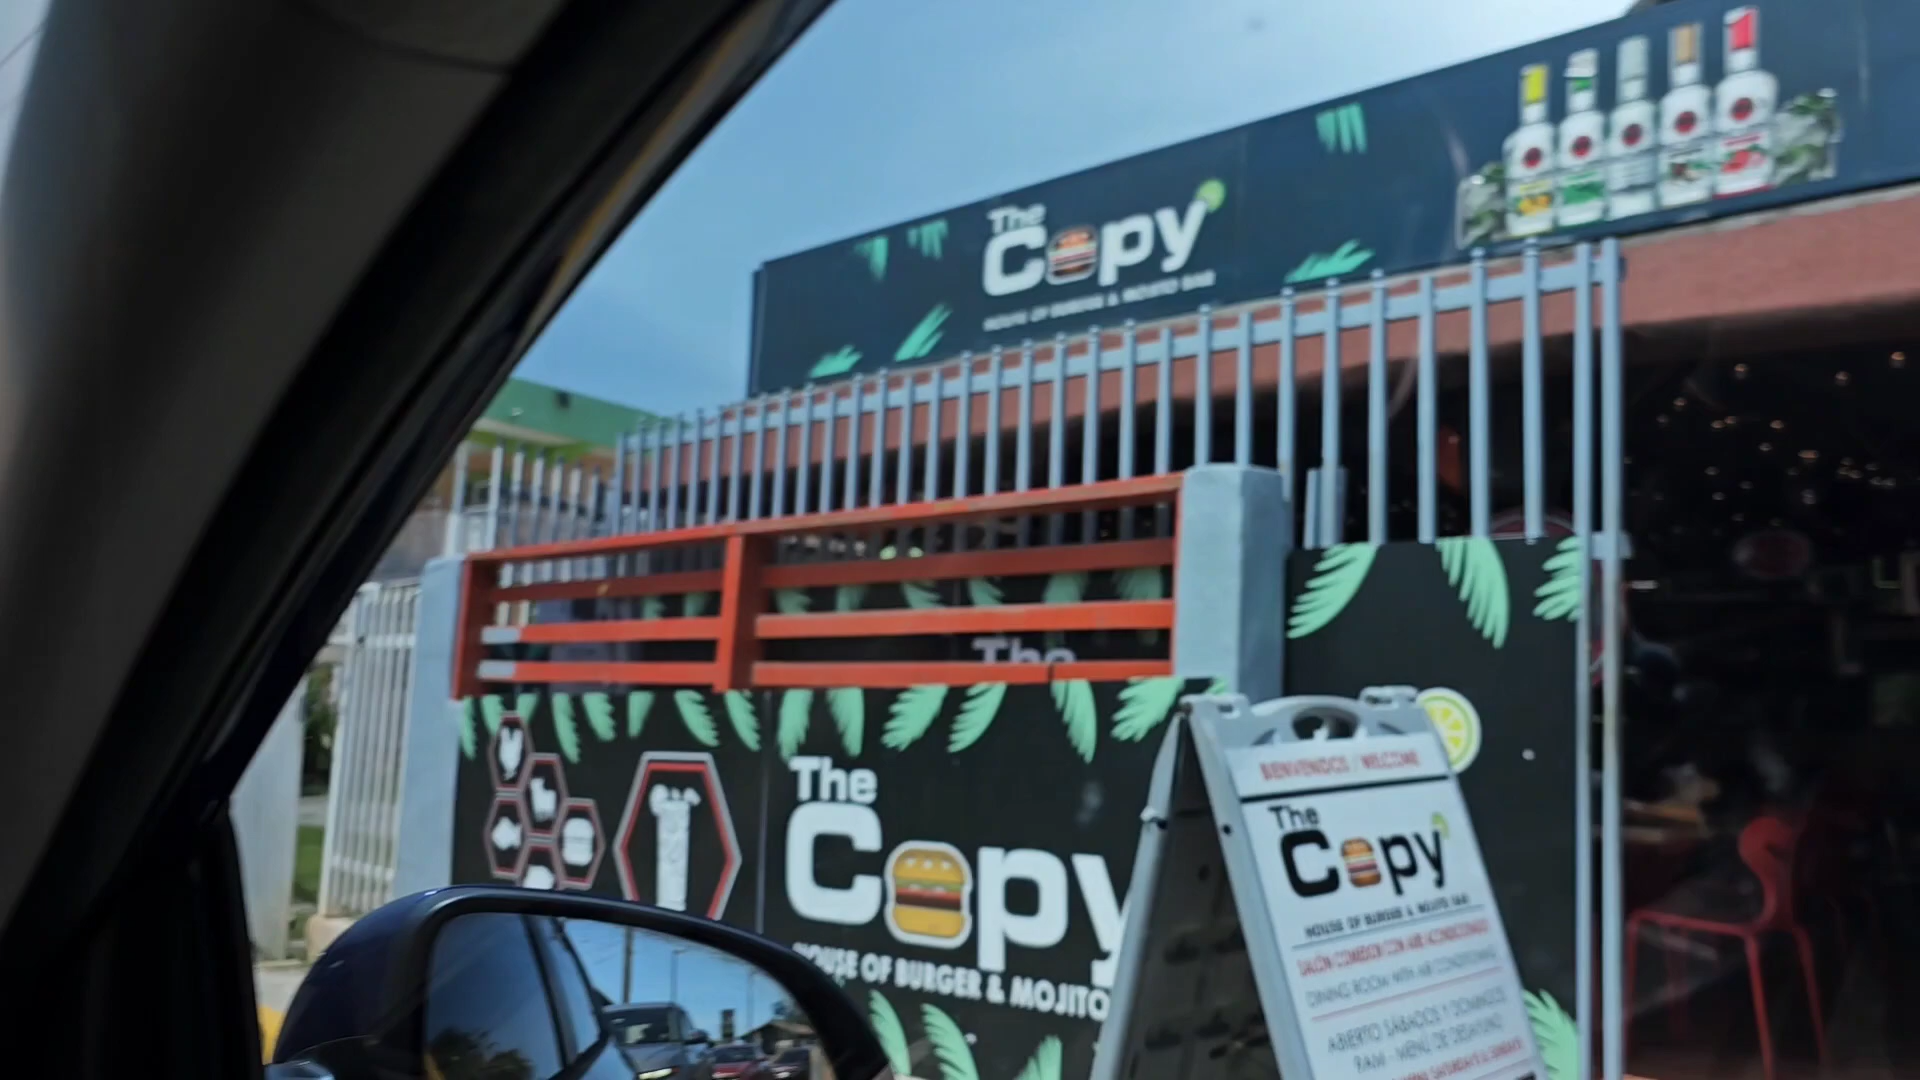 The
Copy
HOUSE OF BURGER & MOJITO BAR
The
The
Copy
HOUSE OF BURGER & MOJITO
BIENVENIDOS / WELCOME
The
Copy
HOUSE OF BURGER & MOJITO BAR
SALÓN COMEDOR CON AIRE ACONDICIONADO
DINING ROOM WITH AIR CONDITIONING
ABIERTO SÁBADOS Y DOMINGOS
8AM - MENÚ DE DESAYUNO